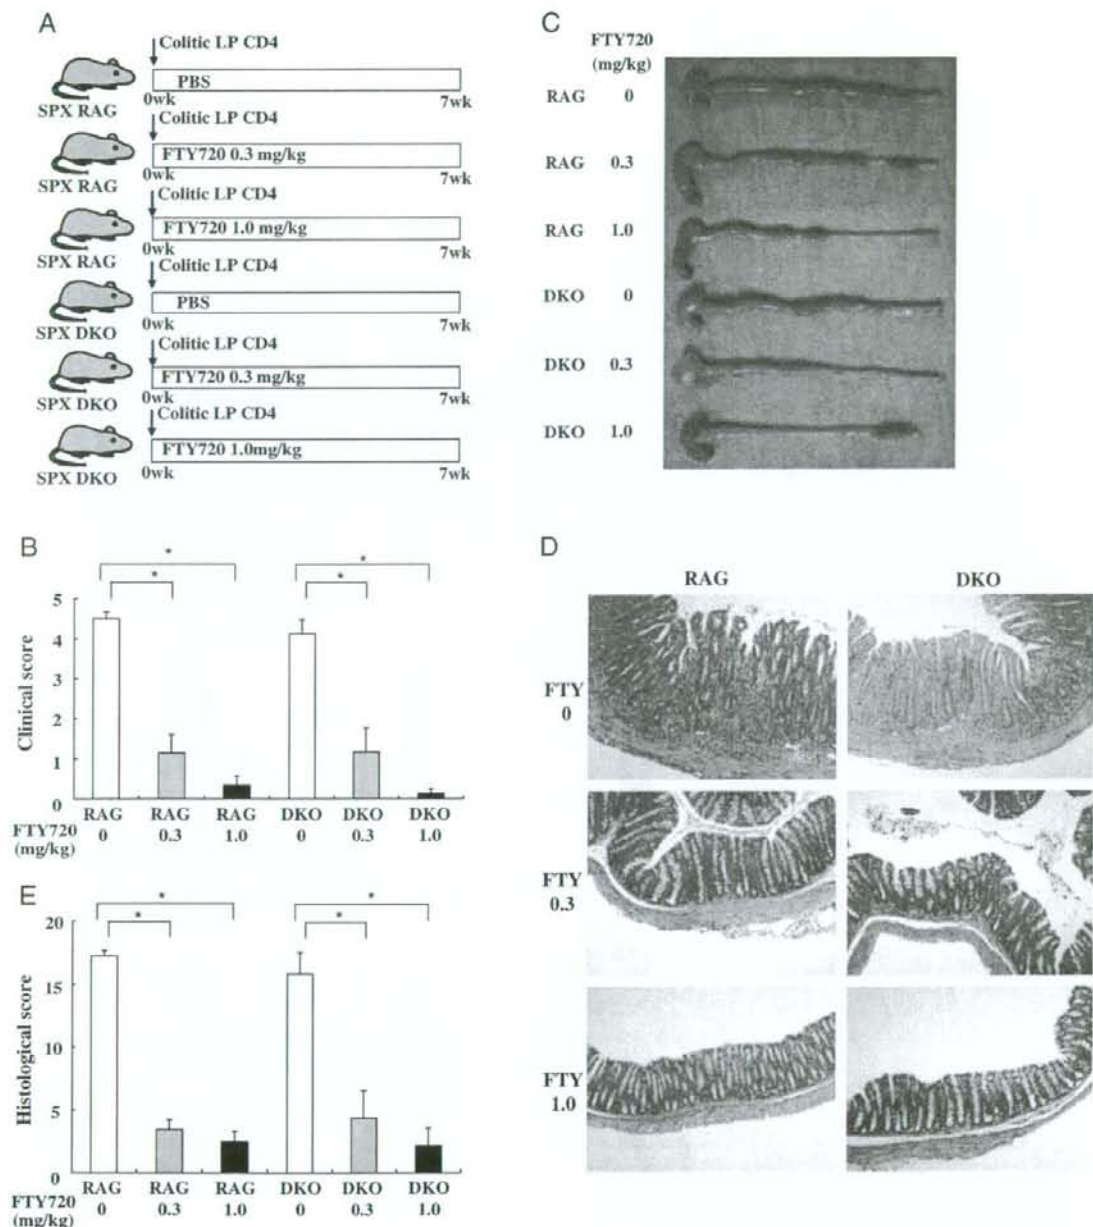 A
Colitic LP CD4
PBS
SPX RAG
0wk 7wk
Colitic LP CD4
FTY720 0.3 mg/kg
SPX RAG
0wk 7wk
Colitic LP CD4
FTY720 1.0 mg/kg
SPX RAG
0wk 7wk
Colitic LP CD4
PBS
SPX DKO
0wk 7wk
Colitic LP CD4
FTY720 0.3 mg/kg
SPX DKO
0wk 7wk
Colitic LP CD4
FTY720 1.0mg/kg
SPX DKO
0wk 7wk
C
FTY720
(mg/kg)
RAG 0
RAG 0.3
RAG 1.0
DKO 0
DKO 0.3
DKO 1.0
B
* *
* *
Clinical score
5
4
3
2
1
0
RAG RAG RAG DKO DKO DKO
FTY720 0 0.3 1.0 0 0.3 1.0
(mg/kg)
D
RAG DKO
FTY
0
FTY
0.3
FTY
1.0
E
* *
* *
Histological score
20
15
10
5
0
RAG RAG RAG DKO DKO DKO
FTY720 0 0.3 1.0 0 0.3 1.0
(mg/kg)